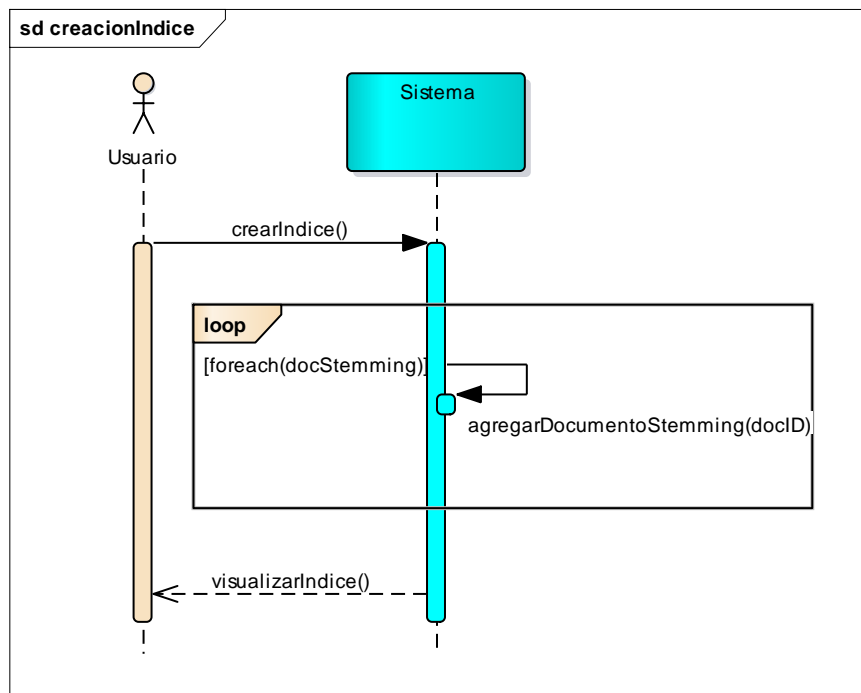 sd creacionIndice
Usuario
Sistema
crearIndice()
loop
[foreach(docStemming)]
agregarDocumentoStemming(docID)
visualizarIndice()